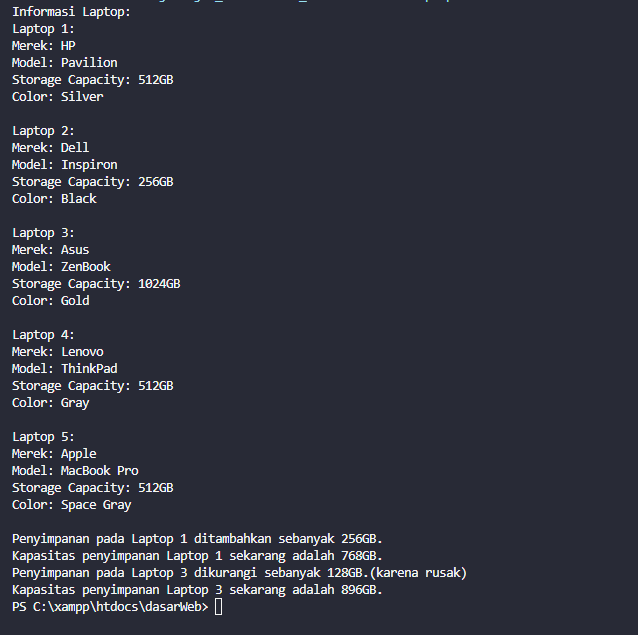 Informasi Laptop:
Laptop 1:
Merek: HP
Model: Pavilion
Storage Capacity: 512GB
Color: Silver
Laptop 2:
Merek: Dell
Model: Inspiron
Storage Capacity: 256GB
Color: Black
Laptop 3:
Merek: Asus
Model: ZenBook
Storage Capacity: 1024GB
Color: Gold
Laptop 4:
Merek: Lenovo
Model: ThinkPad
Storage Capacity: 512GB
Color: Gray
Laptop 5:
Merek: Apple
Model: MacBook Pro
Storage Capacity: 512GB
Color: Space Gray
Penyimpanan pada Laptop 1 ditambahkan sebanyak 256GB.
Kapasitas penyimpanan Laptop 1 sekarang adalah 768GB.
Penyimpanan pada Laptop 3 dikurangi sebanyak 128GB.(karena rusak)
Kapasitas penyimpanan Laptop 3 sekarang adalah 896GB.
PS C:\xampp\htdocs\dasarWeb>